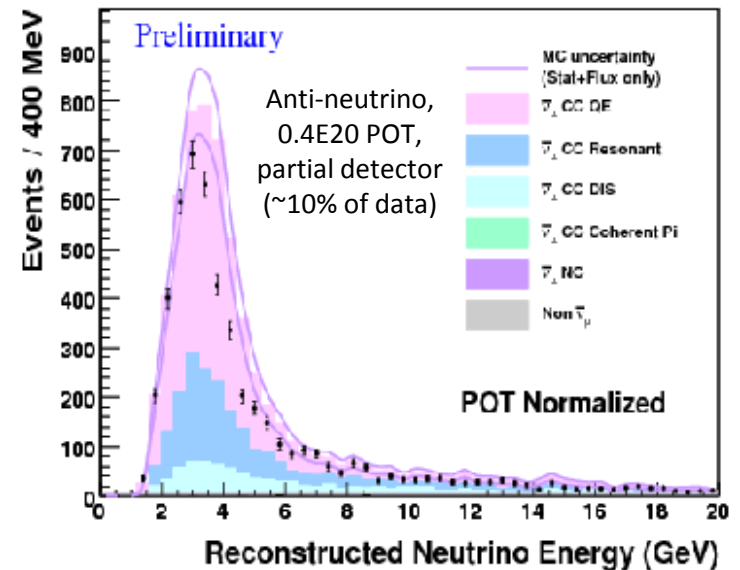 Preliminary
Anti-neutrino,
0.4E20 POT,
partial detector
(~10% of data)
MC uncertainty
(Stat+Flux only)
CC QE
CC Resonant
CC DIS
CC Coherent Pi
NC
Non ν̄μ
POT Normalized
Events / 400 MeV
900
800
700
600
500
400
300
200
100
0
0 2 4 6 8 10 12 14 16 18 20
Reconstructed Neutrino Energy (GeV)